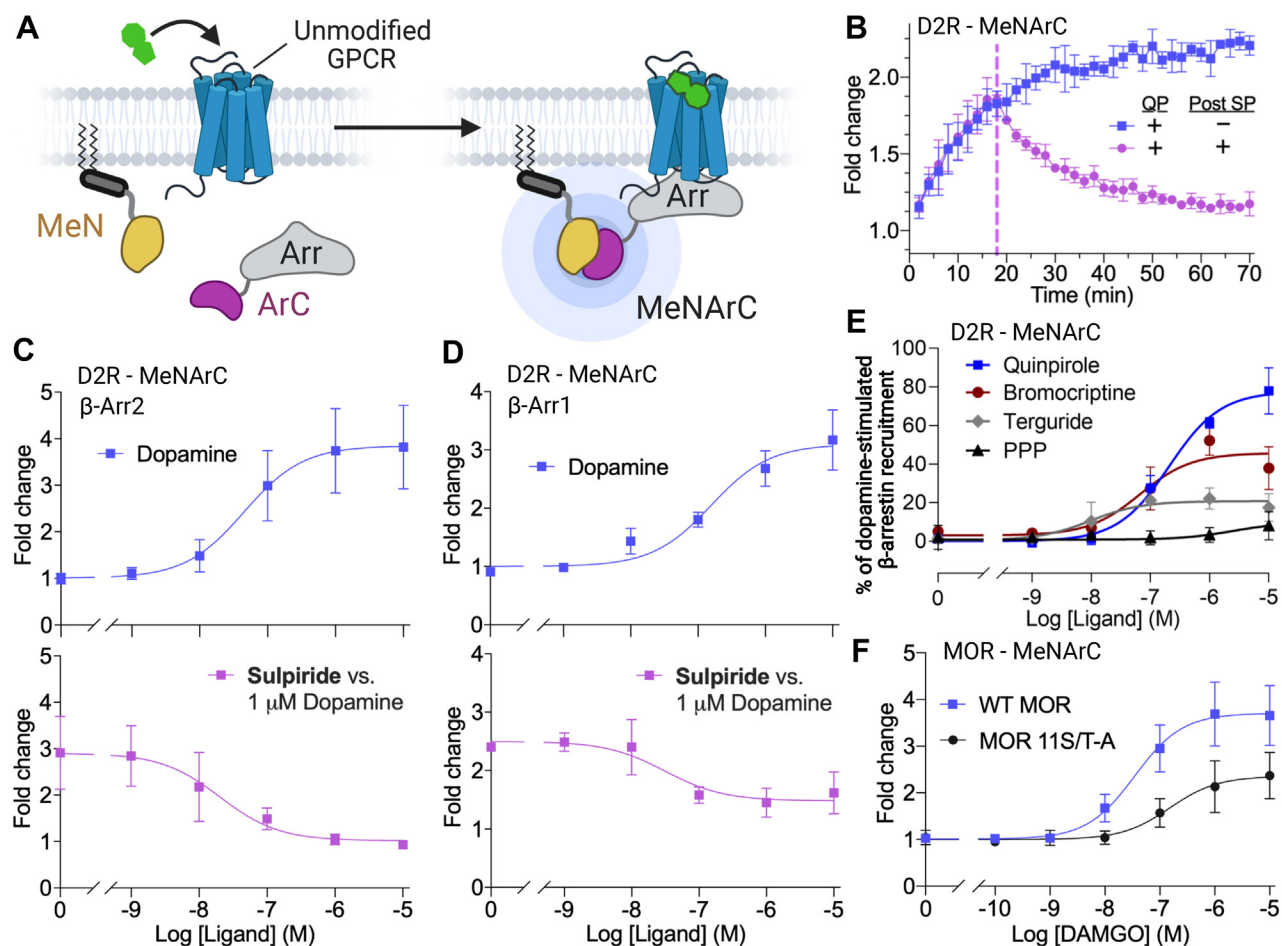 A
Unmodified
GPCR
MeN
Arr
ArC
Arr
MeNArC
B
D2R - MeNArC
Fold change
2.0
1.5
1.0
QP Post SP
+ −
+ +
0 10 20 30 40 50 60 70
Time (min)
C
D2R - MeNArC
β-Arr2
Dopamine
Fold change
5
4
3
2
1
0
Sulpiride vs.
1 µM Dopamine
Fold change
5
4
3
2
1
0
0 -9 -8 -7 -6 -5
Log [Ligand] (M)
D
D2R - MeNArC
β-Arr1
Dopamine
Fold change
4
3
2
1
0
Sulpiride vs.
1 µM Dopamine
Fold change
4
3
2
1
0
0 -9 -8 -7 -6 -5
Log [Ligand] (M)
E
D2R - MeNArC
Quinpirole
Bromocriptine
Terguride
PPP
% of dopamine-stimulated
β-arrestin recruitment
100
80
60
40
20
0
0 -9 -8 -7 -6 -5
Log [Ligand] (M)
F
MOR - MeNArC
WT MOR
MOR 11S/T-A
Fold change
5
4
3
2
1
0
0 -10 -9 -8 -7 -6 -5
Log [DAMGO] (M)